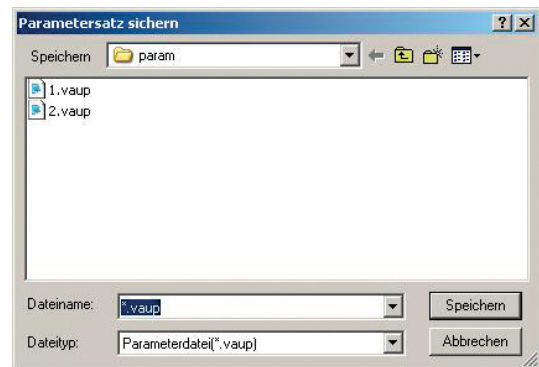 Parametersatz sichern
Speichern param
1.vaup
2.vaup
Dateiname: *.vaup Speichern
Dateityp: Parameterdatei(*.vaup) Abbrechen